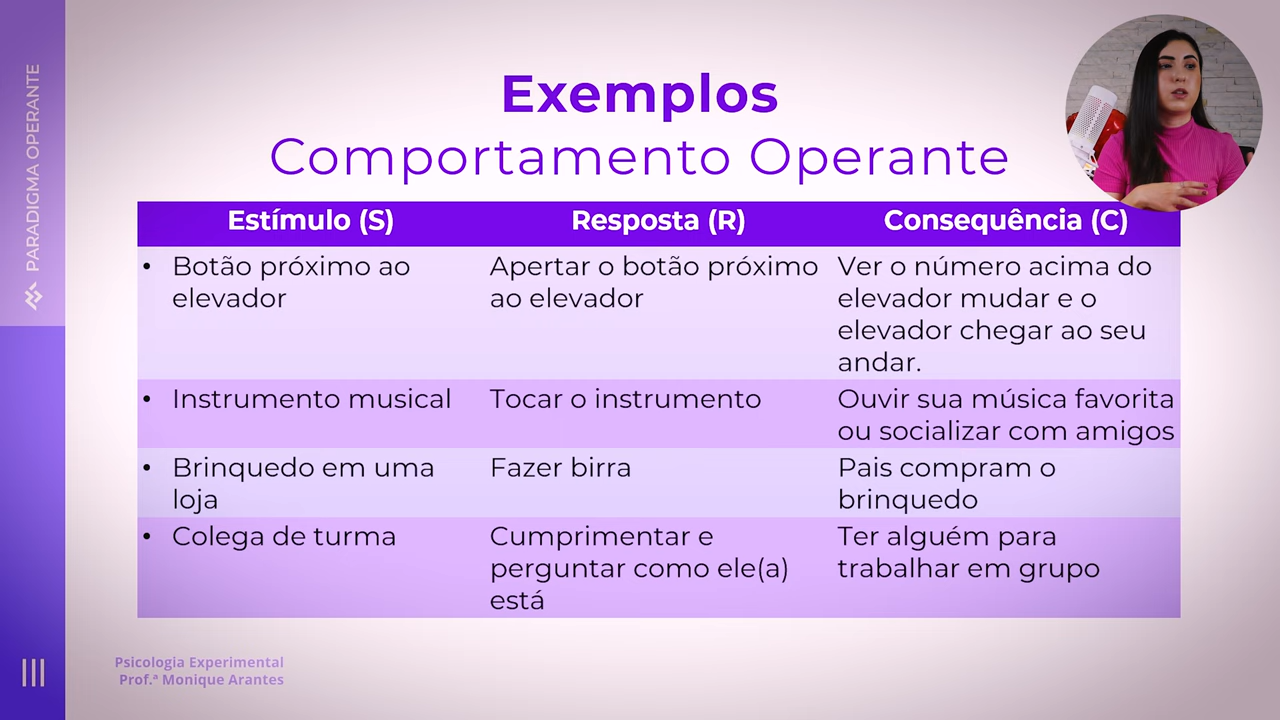 PARADIGMA OPERANTE
Exemplos
Comportamento Operante
Estímulo (S) Resposta (R) Consequência (C)
• Botão próximo ao elevador
Apertar o botão próximo ao elevador
Ver o número acima do elevador mudar e o elevador chegar ao seu andar.
• Instrumento musical
Tocar o instrumento
Ouvir sua música favorita ou socializar com amigos
• Brinquedo em uma loja
Fazer birra
Pais compram o brinquedo
• Colega de turma
Cumprimentar e perguntar como ele(a) está
Ter alguém para trabalhar em grupo
Psicologia Experimental
Prof.ª Monique Arantes